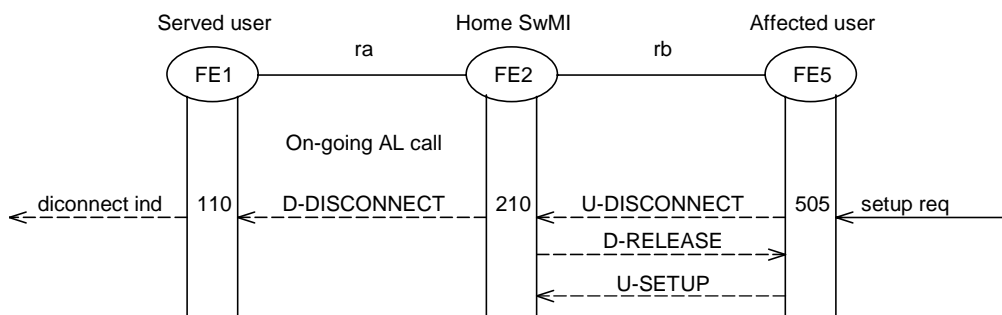 Served user
Home SwMI
Affected user
ra
rb
FE1
FE2
FE5
On-going AL call
diconnect ind
110
D-DISCONNECT
210
U-DISCONNECT
505
setup req
D-RELEASE
U-SETUP